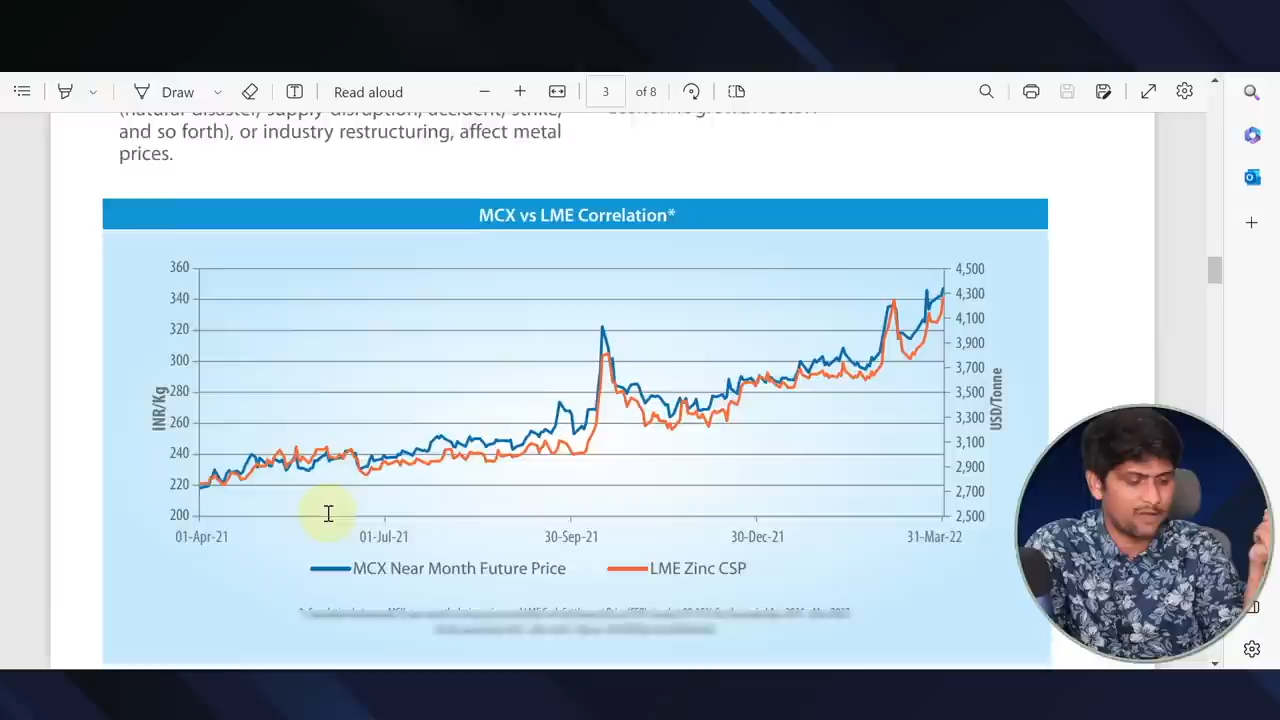 Draw
Read aloud
3
of 8
and so forth), or industry restructuring, affect metal
prices.
MCX vs LME Correlation*
360
340
320
300
280
260
240
220
200
INR/Kg
4,500
4,300
4,100
3,900
3,700
3,500
3,300
3,100
2,900
2,700
2,500
USD/Tonne
01-Apr-21
01-Jul-21
30-Sep-21
30-Dec-21
31-Mar-22
MCX Near Month Future Price
LME Zinc CSP